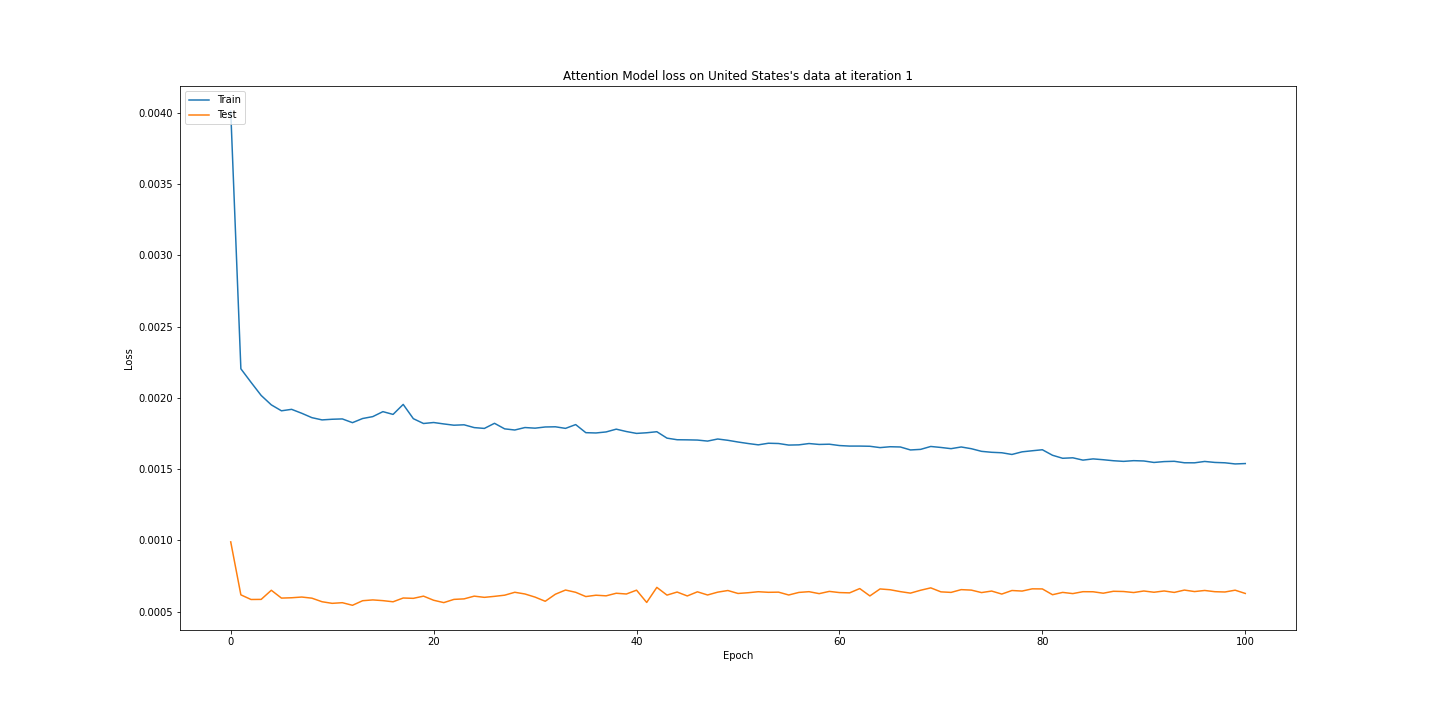 Attention Model loss on United States's data at iteration 1
Train
Test
0.0040
0.0035
0.0030
0.0025
0.0020
0.0015
0.0010
0.0005
Loss
0 20 40 60 80 100
Epoch